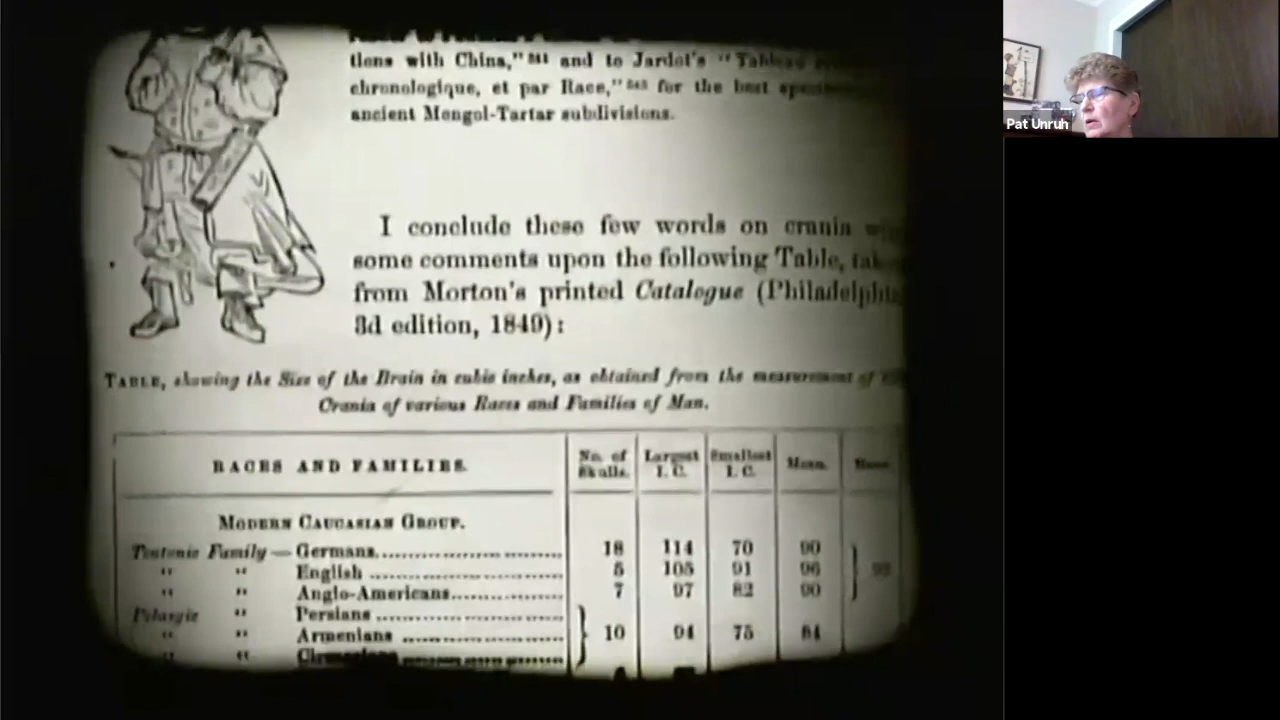 tions with China," 541 and to Jardot's "Tableau
chronologique, et par Race," 542 for the best
ancient Mongol-Tartar subdivisions.
I conclude these few words on crania
some comments upon the following Table,
from Morton's printed Catalogue (Philadelphia,
3d edition, 1849):
TABLE, showing the Size of the Brain in cubic inches, as obtained from the measurement of
Crania of various Races and Families of Man.
RACES AND FAMILIES. No. of Skulls. Largest I. C. Smallest I. C. Mean. Mean.
MODERN CAUCASIAN GROUP.
Teutonic Family — Germans 18 114 70 90
" " English 5 105 91 96
" " Anglo-Americans 7 97 82 90
Pelasgic " Persians
" " Armenians 10 94 75 84
" " Circassians
Pat Unruh